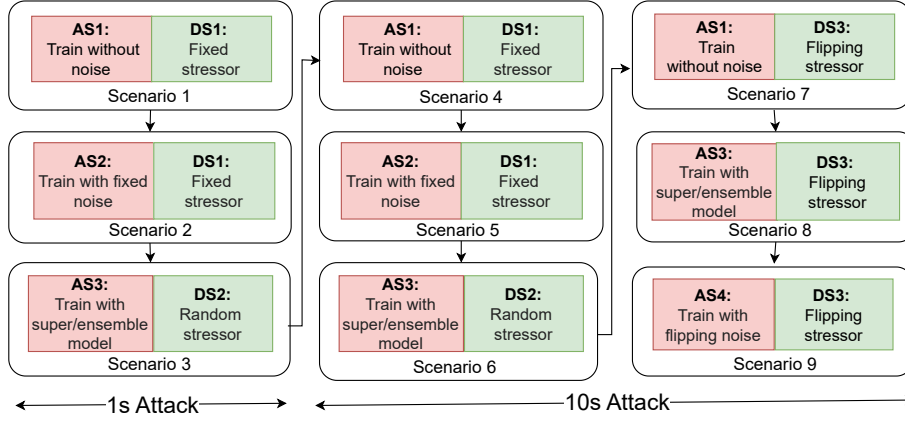 AS1:
Train without
noise
DS1:
Fixed
stressor
Scenario 1
AS2:
Train with fixed
noise
DS1:
Fixed
stressor
Scenario 2
AS3:
Train with
super/ensemble
model
DS2:
Random
stressor
Scenario 3
AS1:
Train without
noise
DS1:
Fixed
stressor
Scenario 4
AS2:
Train with fixed
noise
DS1:
Fixed
stressor
Scenario 5
AS3:
Train with
super/ensemble
model
DS2:
Random
stressor
Scenario 6
AS1:
Train
without noise
DS3:
Flipping
stressor
Scenario 7
AS3:
Train with
super/ensemble
model
DS3:
Flipping
stressor
Scenario 8
AS4:
Train with
flipping noise
DS3:
Flipping
stressor
Scenario 9
1s Attack
10s Attack